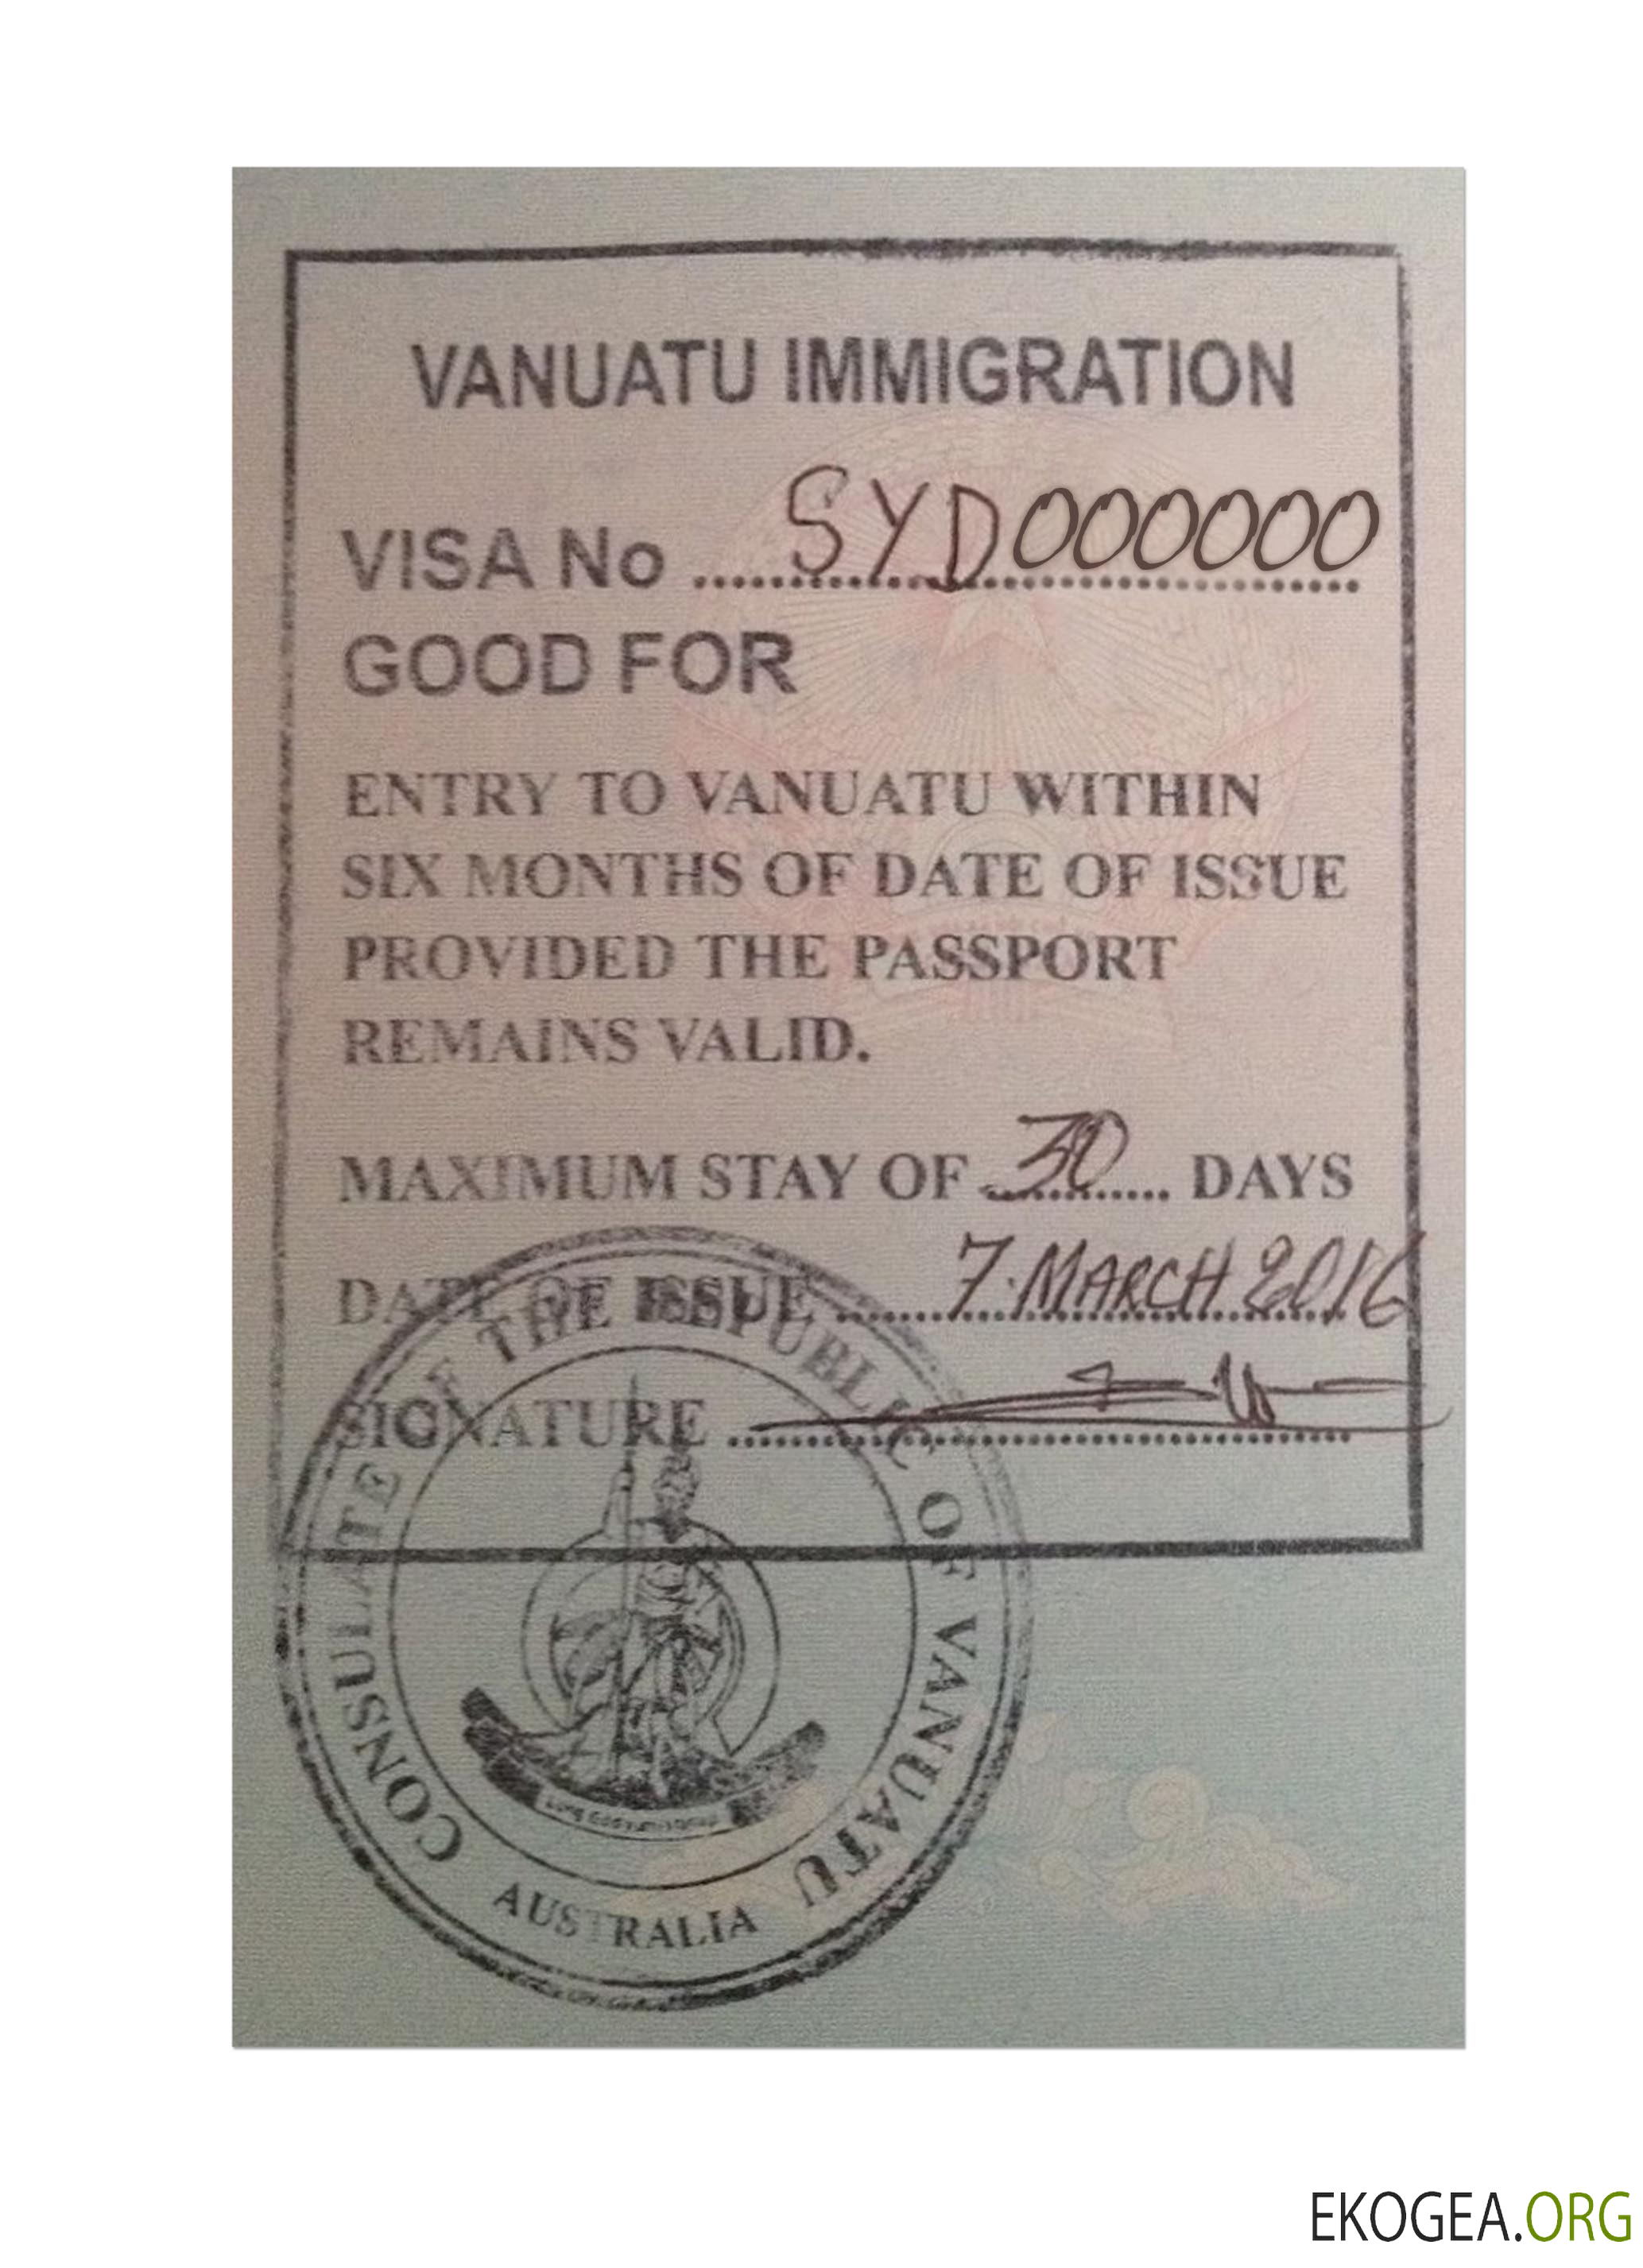 VANUATU IMMIGRATION
VISA No SYD000000
GOOD FOR
ENTRY TO VANUATU WITHIN
SIX MONTHS OF DATE OF ISSUE
PROVIDED THE PASSPORT
REMAINS VALID.
MAXIMUM STAY OF 30 DAYS
DATE OF ISSUE 7 MARCH 2016
SIGNATURE
CONSULATE OF THE REPUBLIC OF VANUATU
AUSTRALIA
EKOGEA.ORG